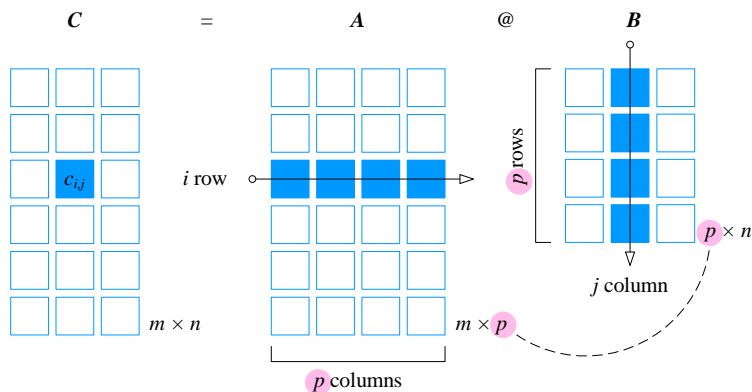 C = A @ B
c_{i,j}
i row
p rows
p × n
j column
m × n
m × p
p columns